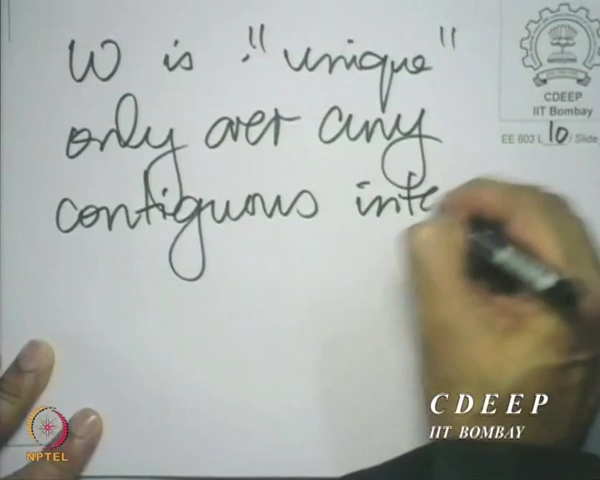 W is "unique"
only over any
contiguous inte
CDEEP
IIT Bombay
EE 603 L 10 / Slide
CDEEP
IIT BOMBAY
NPTEL